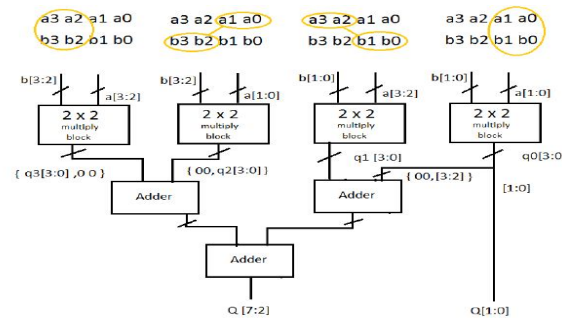 a3 a2 a1 a0
b3 b2 b1 b0
a3 a2 a1 a0
b3 b2 b1 b0
a3 a2 a1 a0
b3 b2 b1 b0
a3 a2 a1 a0
b3 b2 b1 b0
b[3:2]
a[3:2]
b[3:2]
a[1:0]
b[1:0]
a[3:2]
b[1:0]
a[1:0]
2 x 2
multiply
block
2 x 2
multiply
block
2 x 2
multiply
block
2 x 2
multiply
block
{ q3[3:0] ,0 0 }
{ 00, q2[3:0] }
q1 [3:0]
{ 00, [3:2] }
q0[3:0
[1:0]
Adder
Adder
Adder
Q [7:2]
Q[1:0]